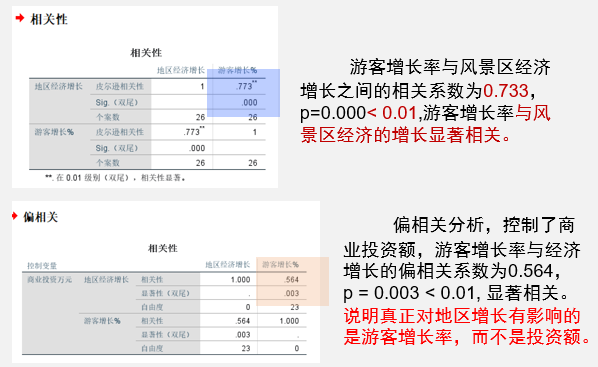 相关性
相关性
地区经济增长 游客增长%
地区经济增长 皮尔逊相关性 1 .773**
Sig.（双尾） .000
个案数 26 26
游客增长% 皮尔逊相关性 .773** 1
Sig.（双尾） .000
个案数 26 26
**. 在 0.01 级别（双尾），相关性显著。
游客增长率与风景区经济
增长之间的相关系数为0.733，
p=0.000< 0.01,游客增长率与风
景区经济的增长显著相关。
偏相关
相关性
控制变量 地区经济增长 游客增长%
商业投资万元 地区经济增长 相关性 1.000 .564
显著性（双尾） . .003
自由度 0 23
游客增长% 相关性 .564 1.000
显著性（双尾） .003 .
自由度 23 0
偏相关分析，控制了商
业投资额，游客增长率与经济
增长的偏相关系数为0.564，
p = 0.003 < 0.01, 显著相关。
说明真正对地区增长有影响的
是游客增长率，而不是投资额。